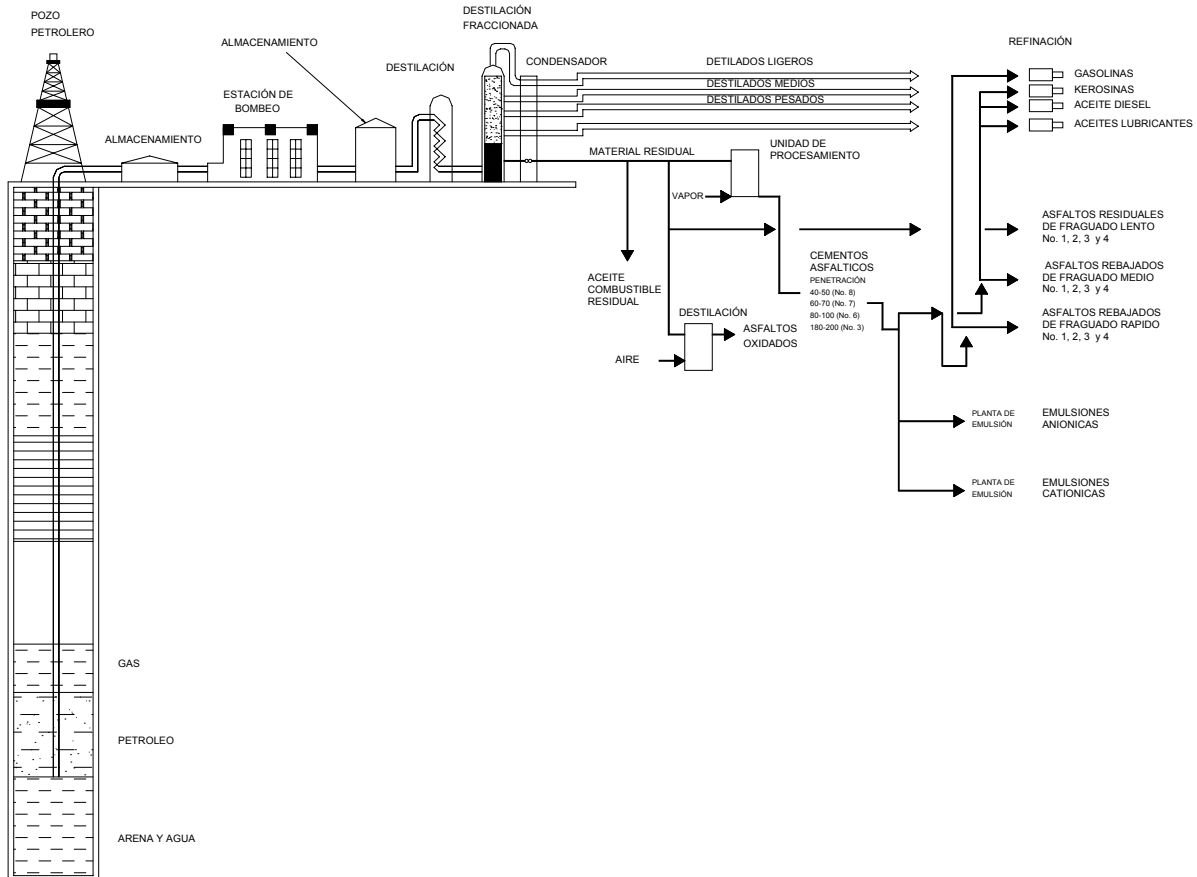 POZO
PETROLERO
ALMACENAMIENTO
ESTACIÓN DE
BOMBEO
ALMACENAMIENTO
DESTILACIÓN
DESTILACIÓN
FRACCIONADA
CONDENSADOR
DETILADOS LIGEROS
DESTILADOS MEDIOS
DESTILADOS PESADOS
REFINACIÓN
GASOLINAS
KEROSINAS
ACEITE DIESEL
ACEITES LUBRICANTES
MATERIAL RESIDUAL
UNIDAD DE
PROCESAMIENTO
VAPOR
ACEITE
COMBUSTIBLE
RESIDUAL
DESTILACIÓN
AIRE
ASFALTOS
OXIDADOS
CEMENTOS
ASFALTICOS
PENETRACIÓN
40-50 (No. 8)
60-70 (No. 7)
80-100 (No. 6)
180-200 (No. 3)
ASFALTOS RESIDUALES
DE FRAGUADO LENTO
No. 1, 2, 3 y 4
ASFALTOS REBAJADOS
DE FRAGUADO MEDIO
No. 1, 2, 3 y 4
ASFALTOS REBAJADOS
DE FRAGUADO RAPIDO
No. 1, 2, 3 y 4
PLANTA DE
EMULSIÓN
EMULSIONES
ANIONICAS
PLANTA DE
EMULSIÓN
EMULSIONES
CATIONICAS
GAS
PETROLEO
ARENA Y AGUA